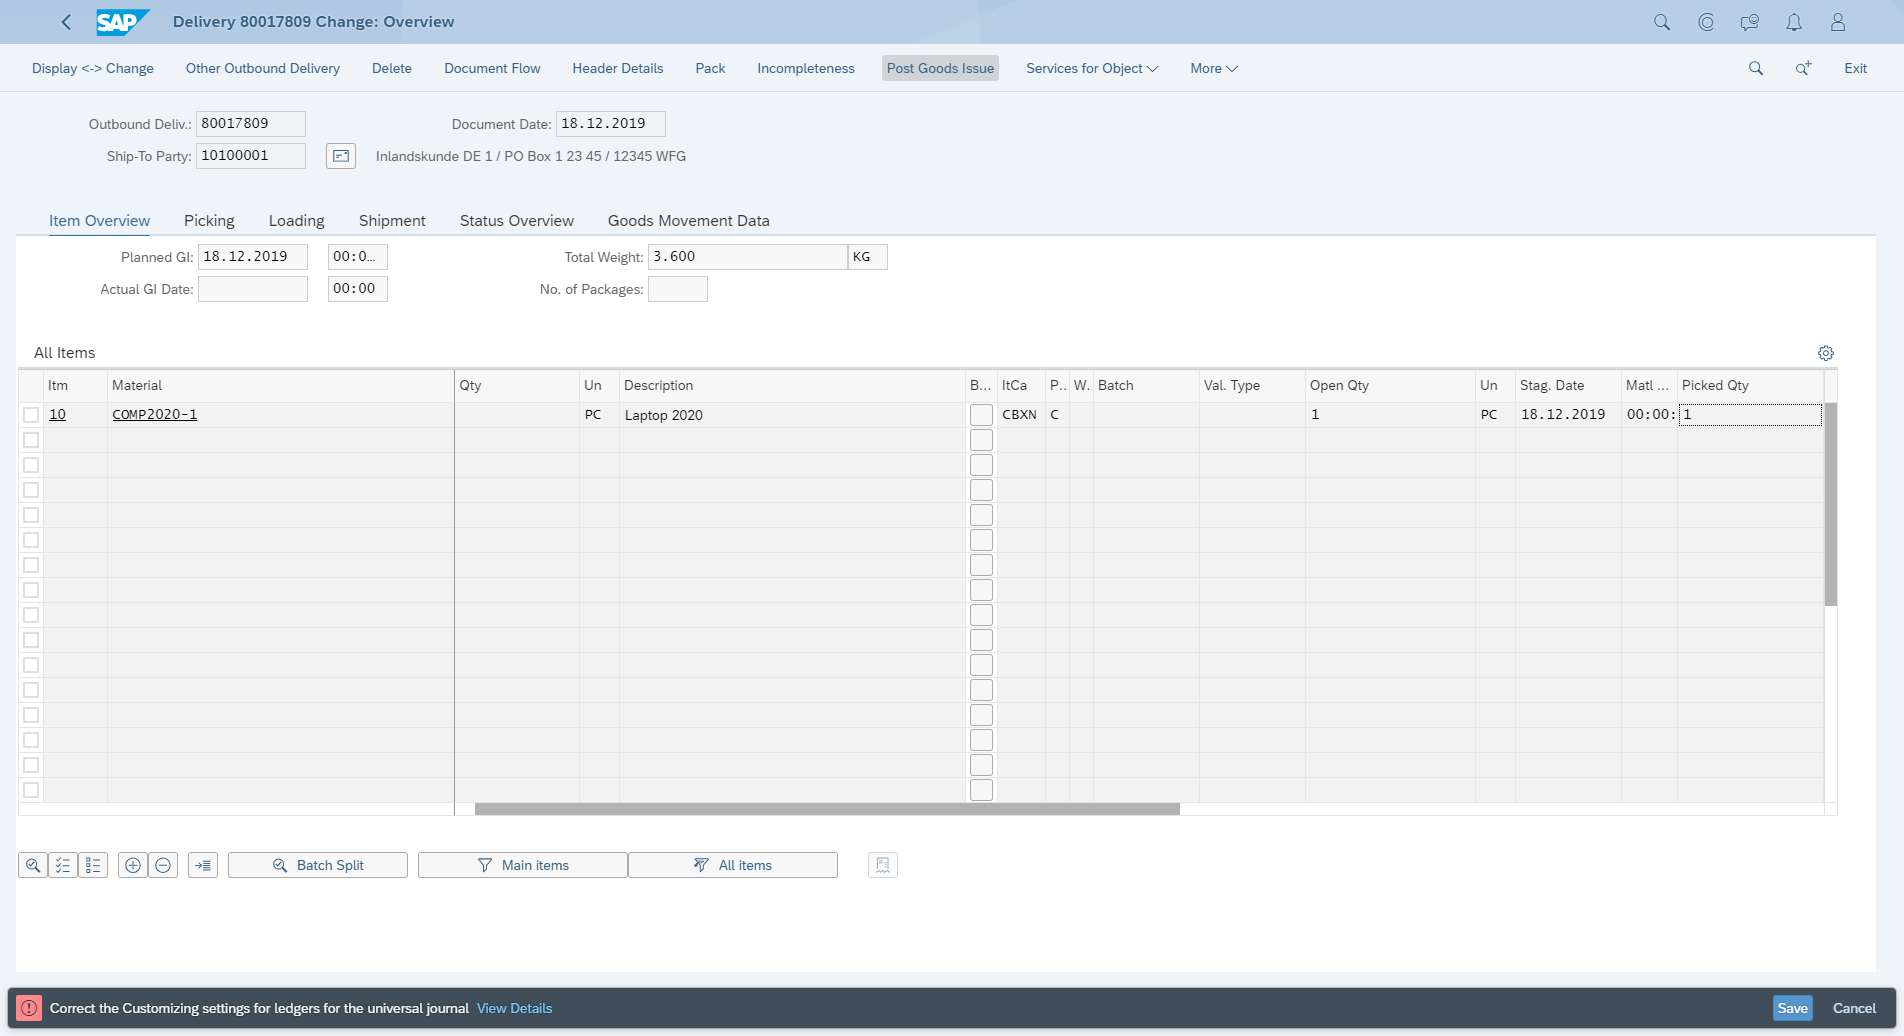 SAP Delivery 80017809 Change: Overview
Display <-> Change Other Outbound Delivery Delete Document Flow Header Details Pack Incompleteness Post Goods Issue Services for Object More Exit
Outbound Deliv.: 80017809 Document Date: 18.12.2019
Ship-To Party: 10100001 Inlandskunde DE 1 / PO Box 1 23 45 / 12345 WFG
Item Overview Picking Loading Shipment Status Overview Goods Movement Data
Planned GI: 18.12.2019 00:0... Total Weight: 3.600 KG
Actual GI Date: 00:00 No. of Packages:
All Items
Itm Material Qty Un Description B... ItCa P.. W. Batch Val. Type Open Qty Un Stag. Date Matl ... Picked Qty
10 COMP2020-1 PC Laptop 2020 CBXN C 1 PC 18.12.2019 00:00: 1
Batch Split Main items All items
Correct the Customizing settings for ledgers for the universal journal View Details Save Cancel